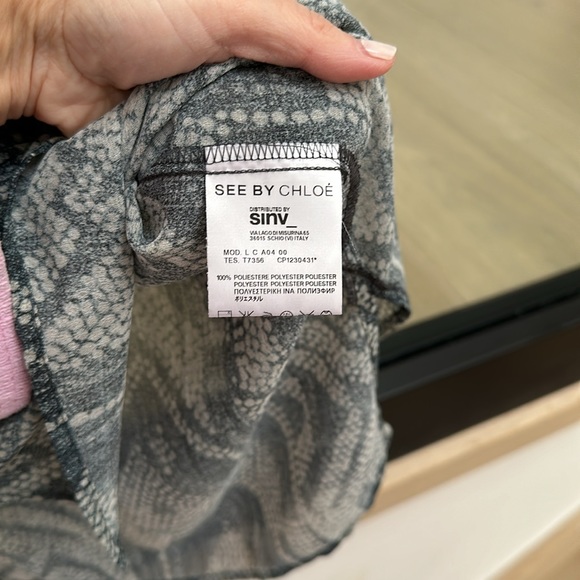 SEE BY CHLOÉ
DISTRIBUTED BY
sinv_
VIA LAGO DI MISURINA 65
36015 SCHIO (VI) ITALY
MOD. L C A04 00
TES. T7356 CP1230431*
100% POLIESTERE POLYESTER POLIESTER
POLYESTER POLYESTER POLYESTER
ΠΟΛΥΕΣΤΕΡΙΚΗ ΙΝΑ ПОЛИЭФИР
ポリエステル